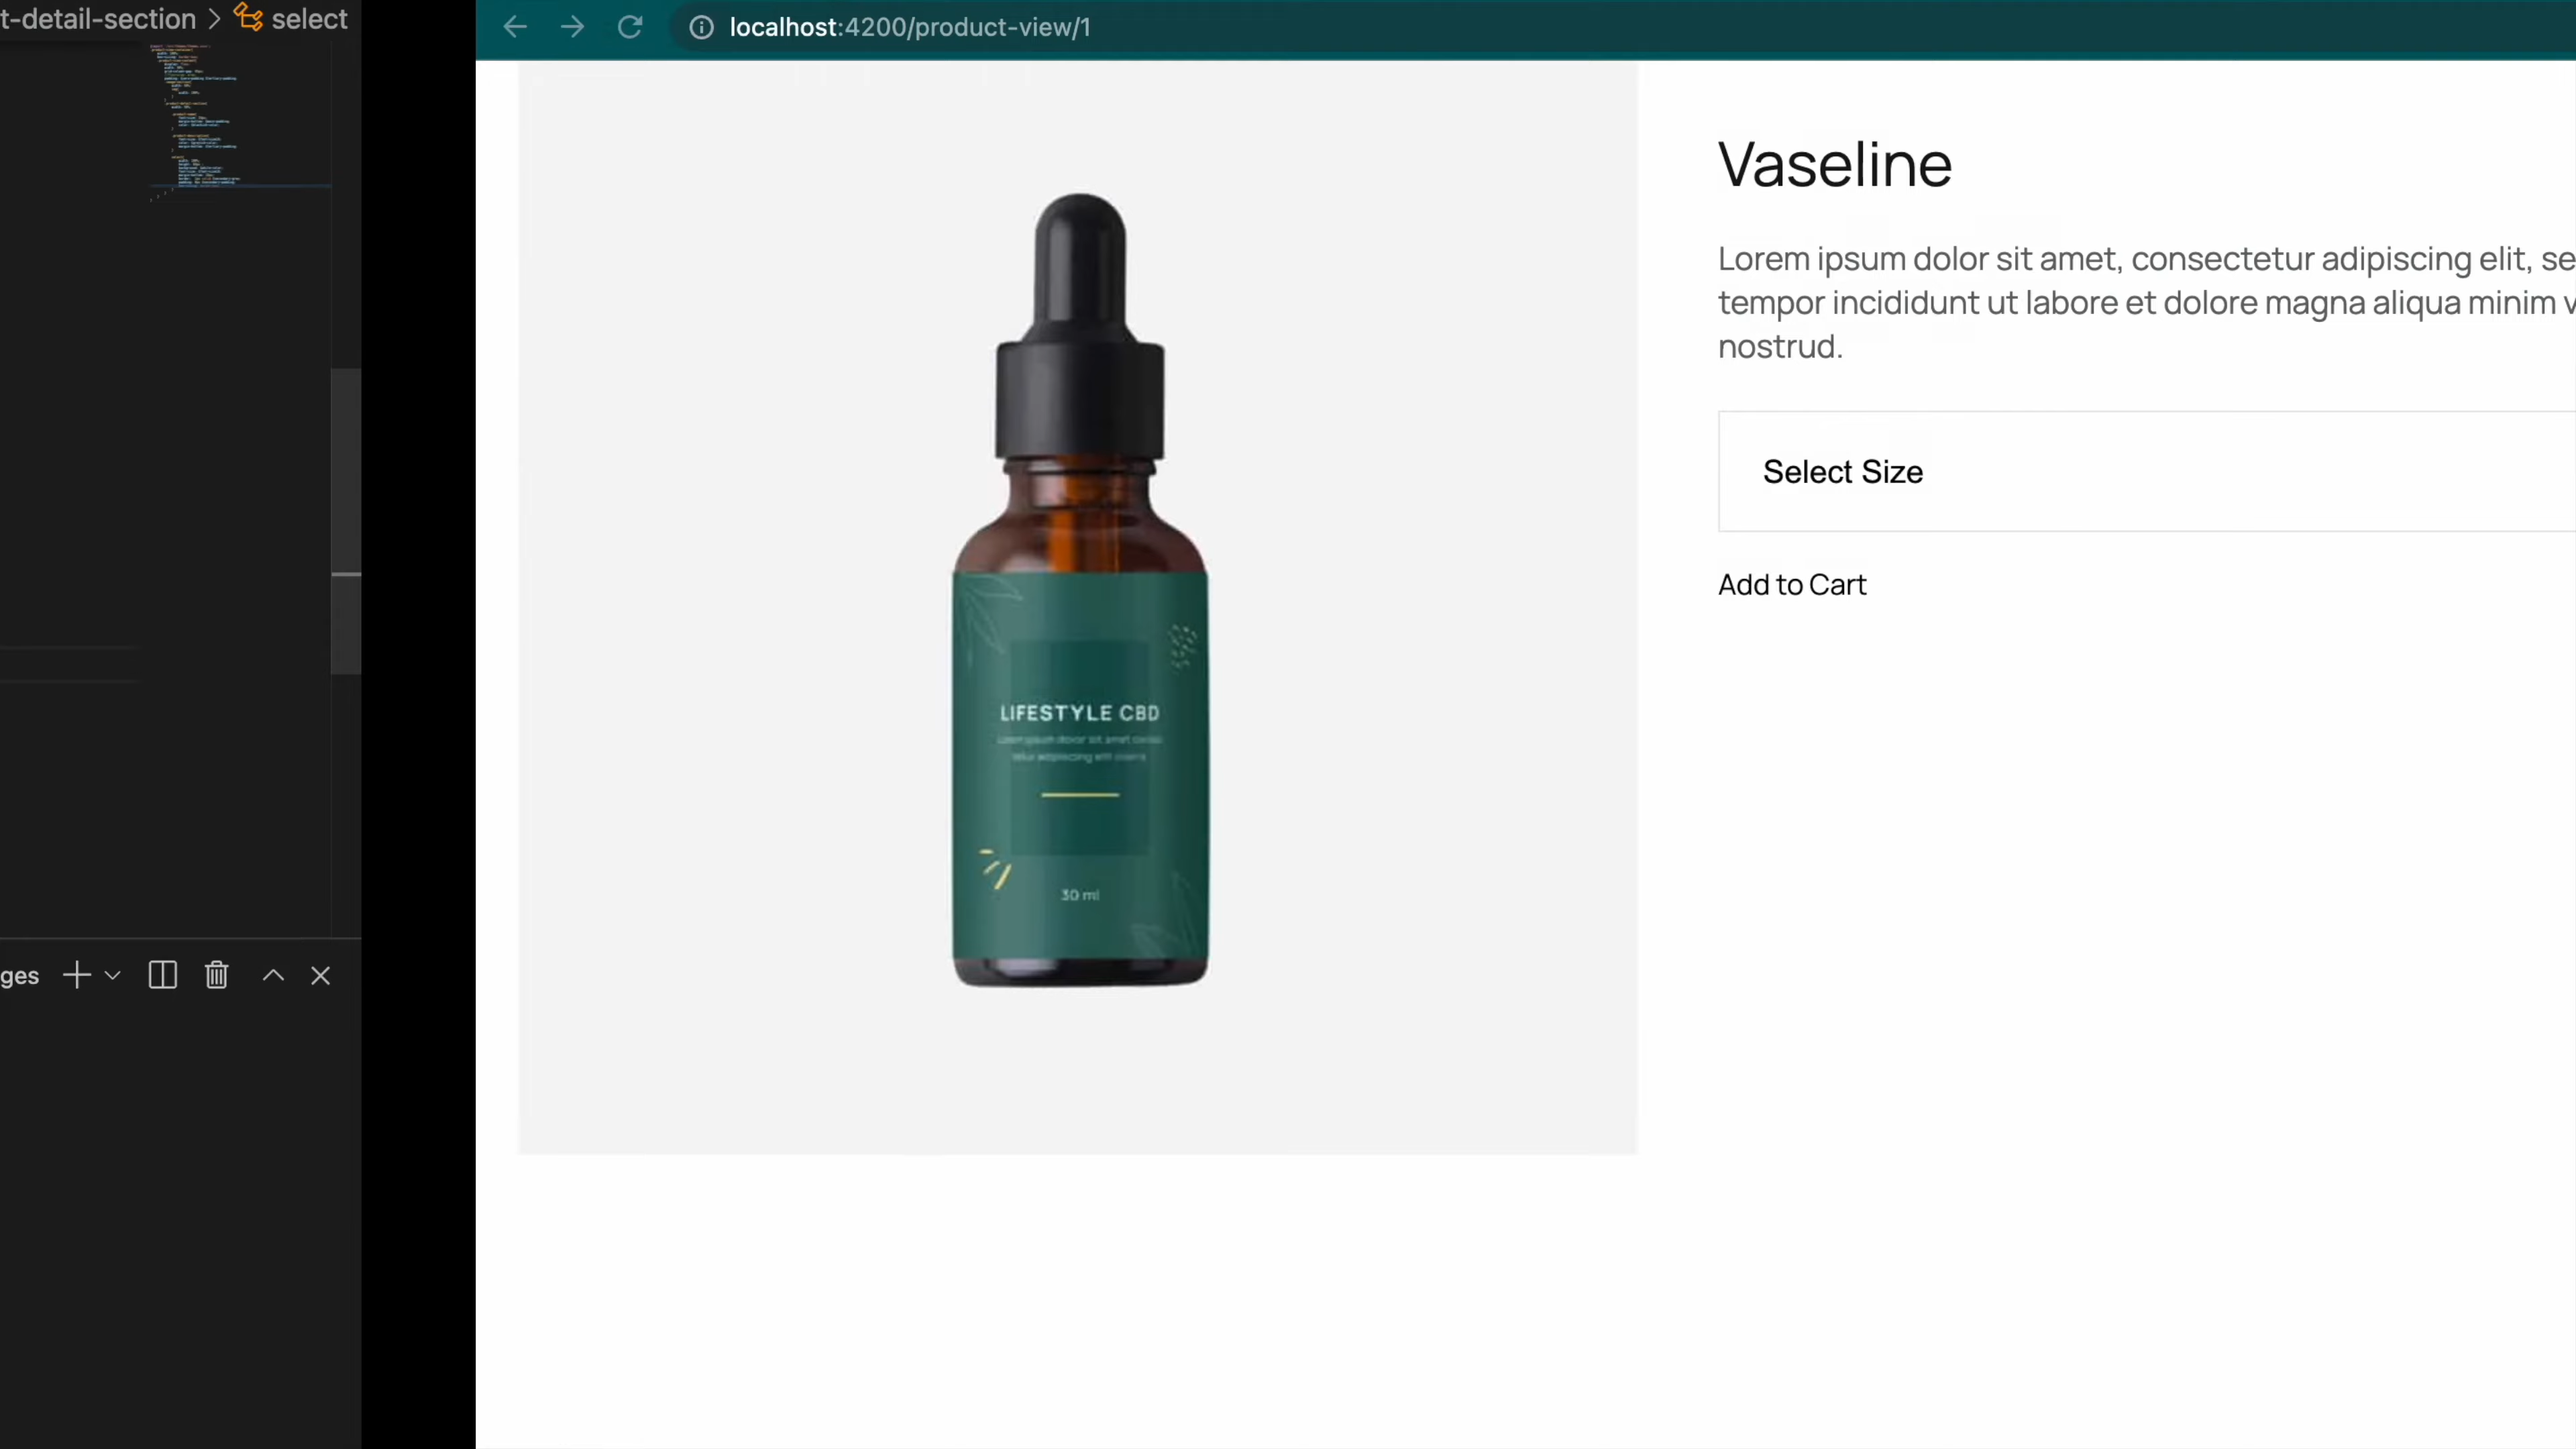 t-detail-section > select
localhost:4200/product-view/1
Vaseline
Lorem ipsum dolor sit amet, consectetur adipiscing elit, se
tempor incididunt ut labore et dolore magna aliqua minim v
nostrud.
Select Size
Add to Cart
LIFESTYLE CBD
30 ml
ges